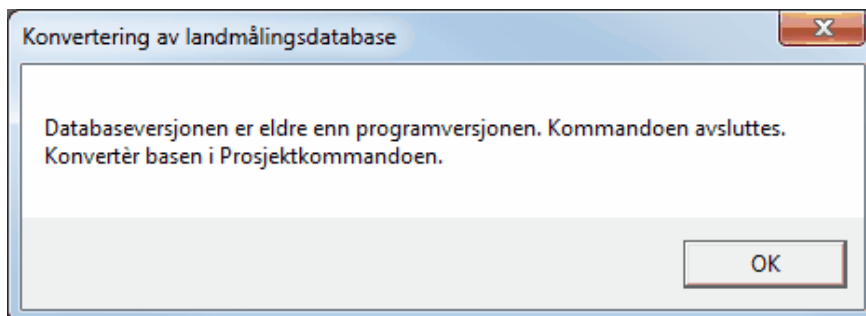 Konvertering av landmålingsdatabase
Databaseversjonen er eldre enn programversjonen. Kommandoen avsluttes.
Konvertèr basen i Prosjektkommandoen.
OK